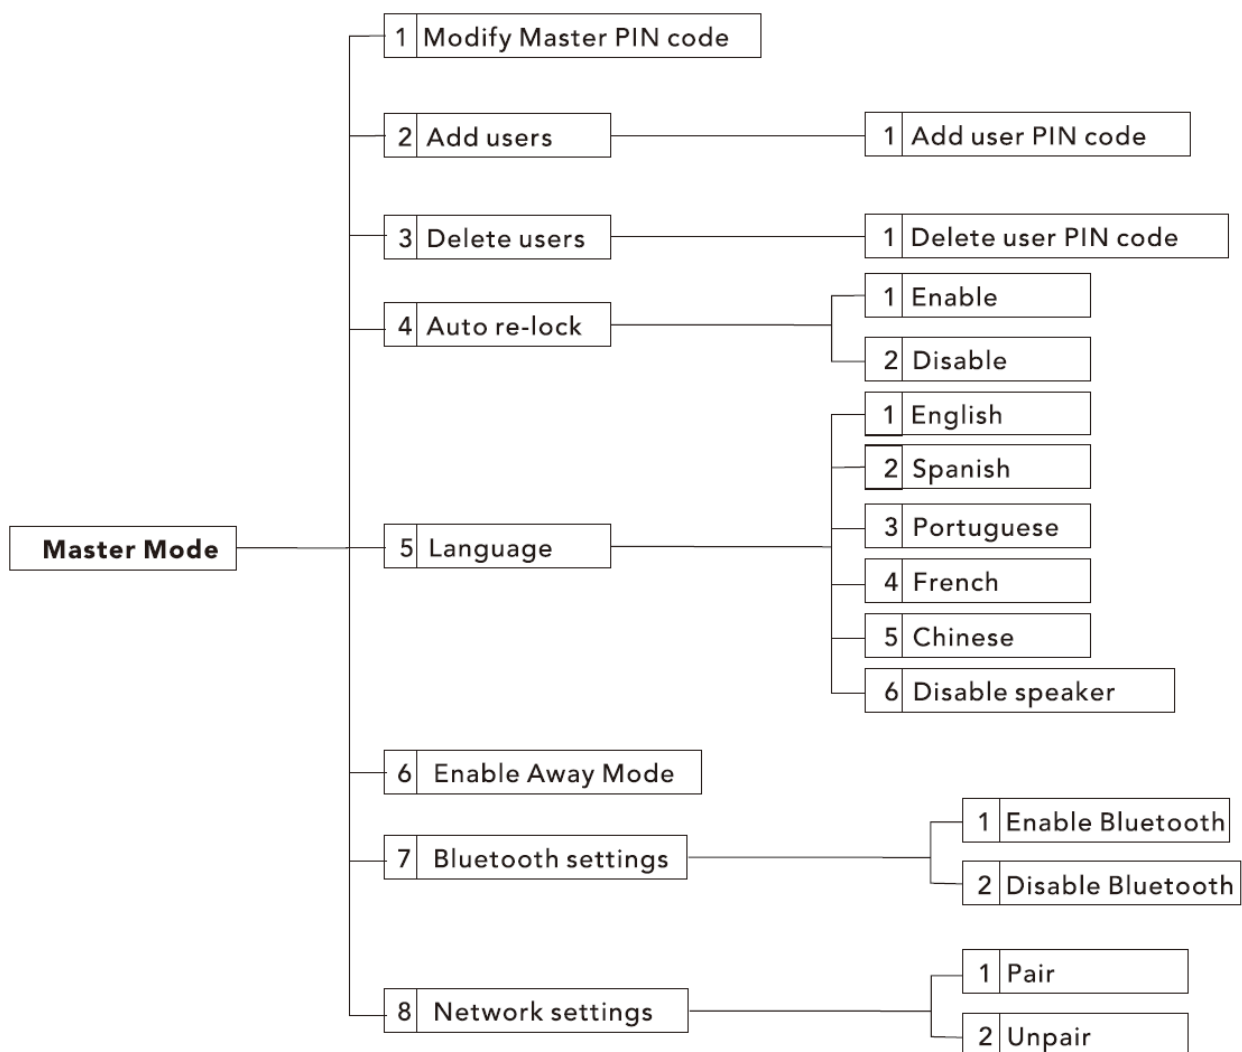 1 Modify Master PIN code
2 Add users
1 Add user PIN code
3 Delete users
1 Delete user PIN code
4 Auto re-lock
1 Enable
2 Disable
Master Mode
5 Language
1 English
2 Spanish
3 Portuguese
4 French
5 Chinese
6 Disable speaker
6 Enable Away Mode
7 Bluetooth settings
1 Enable Bluetooth
2 Disable Bluetooth
8 Network settings
1 Pair
2 Unpair